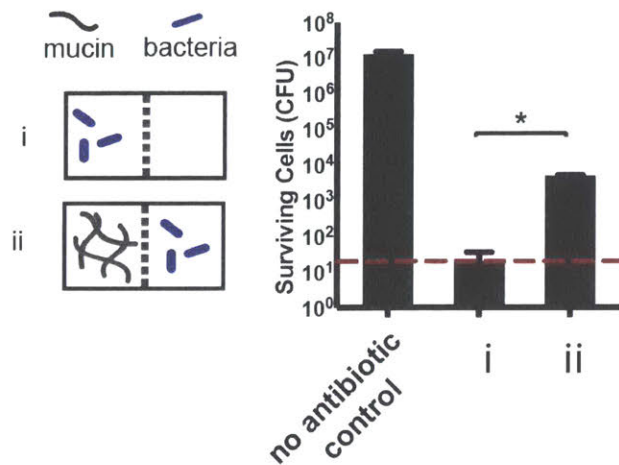 mucin bacteria
i
ii
Surviving Cells (CFU)
10⁸
10⁷
10⁶
10⁵
10⁴
10³
10²
10¹
10⁰
*
no antibiotic
control
i
ii